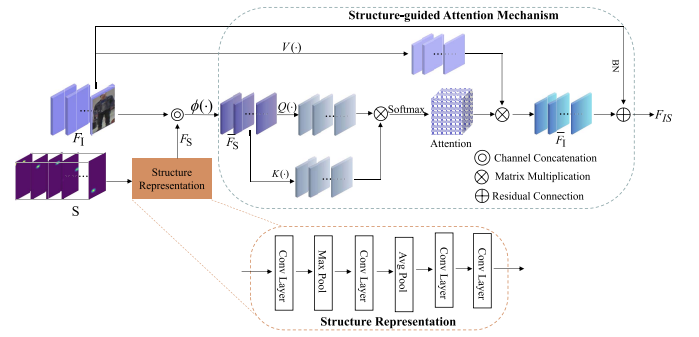 Structure-guided Attention Mechanism
V(·)
BN
F_I
ϕ(·)
Q(·)
Softmax
F_IS
F_S
F̅_S
Attention
F̅_I
K(·)
Channel Concatenation
Matrix Multiplication
Residual Connection
Structure
Representation
S
Conv Layer
Max Pool
Conv Layer
Avg Pool
Conv Layer
Conv Layer
Structure Representation